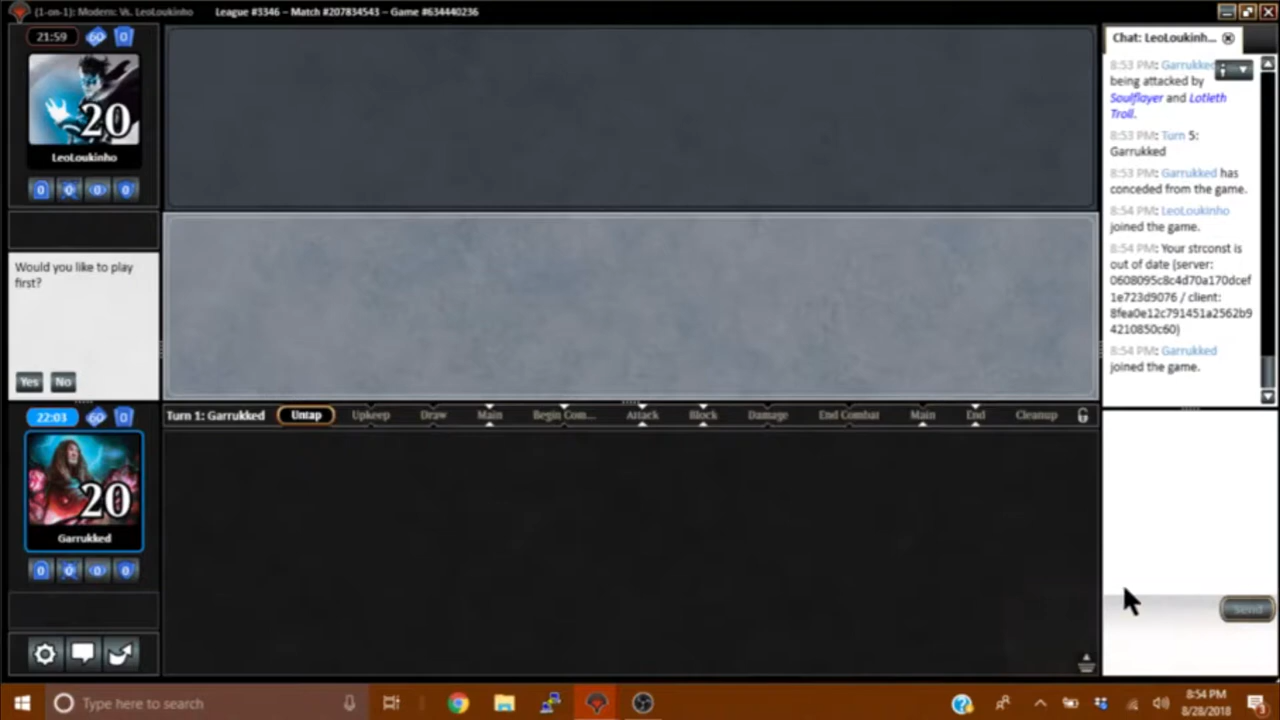 (1-on-1): Modern: Vs. LeoLoukinho League #3346 – Match #207834543 – Game #634440236
21:59 60 0
20
LeoLoukinho
0 0 0 0
Would you like to play
first?
Yes No
22:03 60 0
20
Garrukked
0 0 0 0
Turn 1: Garrukked Untap Upkeep Draw Main Begin Com... Attack Block Damage End Combat Main End Cleanup
Chat: LeoLoukinh...
8:53 PM: Garrukked
being attacked by
Soulflayer and Lotleth
Troll.
8:53 PM: Turn 5:
Garrukked
8:53 PM: Garrukked has
conceded from the game.
8:54 PM: LeoLoukinho
joined the game.
8:54 PM: Your strconst is
out of date (server:
0608095c8c4d70a170dcef
1e723d9076 / client:
8fea0e12c791451a2562b9
4210850c60)
8:54 PM: Garrukked
joined the game.
Send
Type here to search
8:54 PM
8/28/2018
3